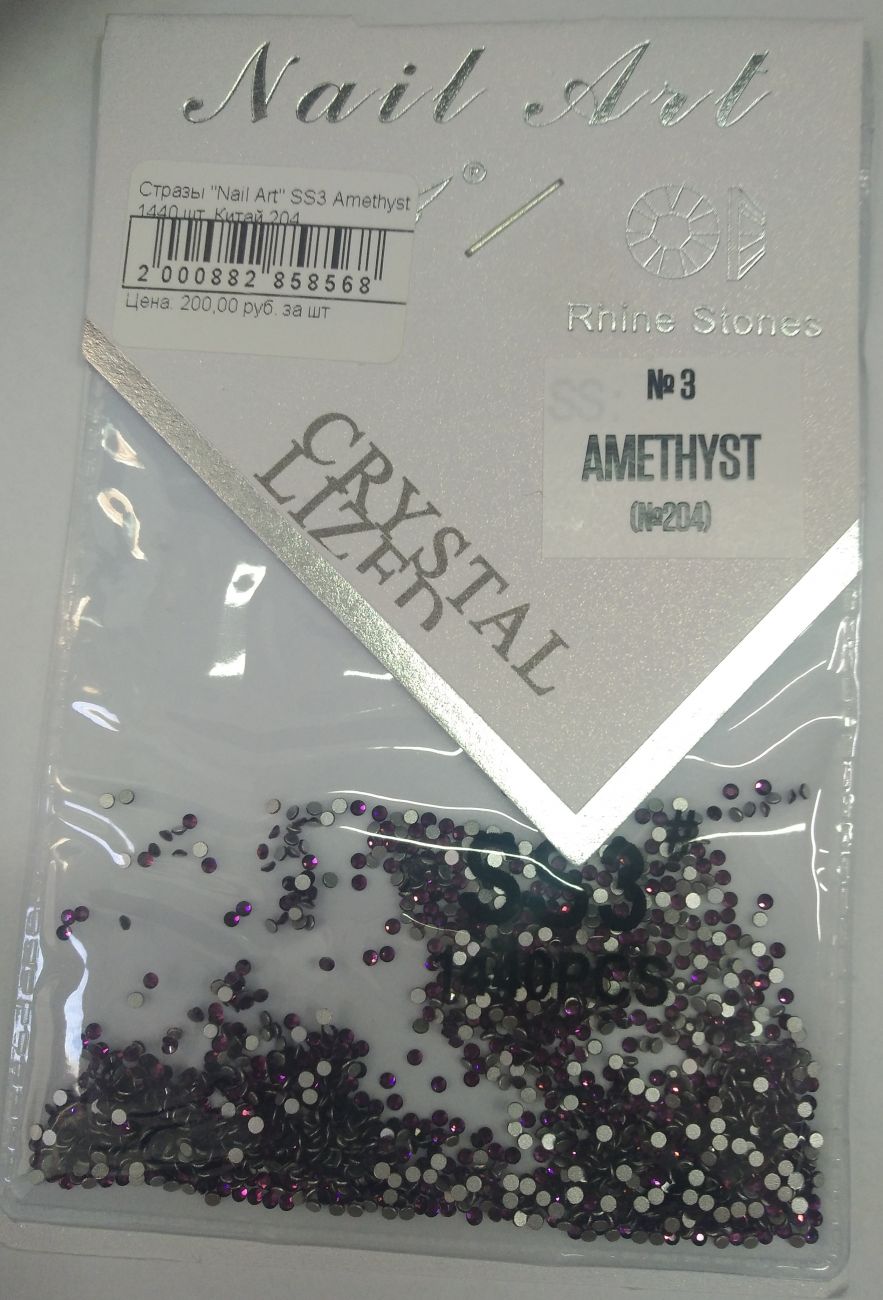 Nail Art
®
Стразы "Nail Art" SS3 Amethyst
1440 шт. Китай 204
2 000882 858568
Цена. 200,00 руб. за шт
Rhine Stones
SS:
№ 3
AMETHYST
(№204)
CRYSTAL
LIZED
SS3#
1440PCS